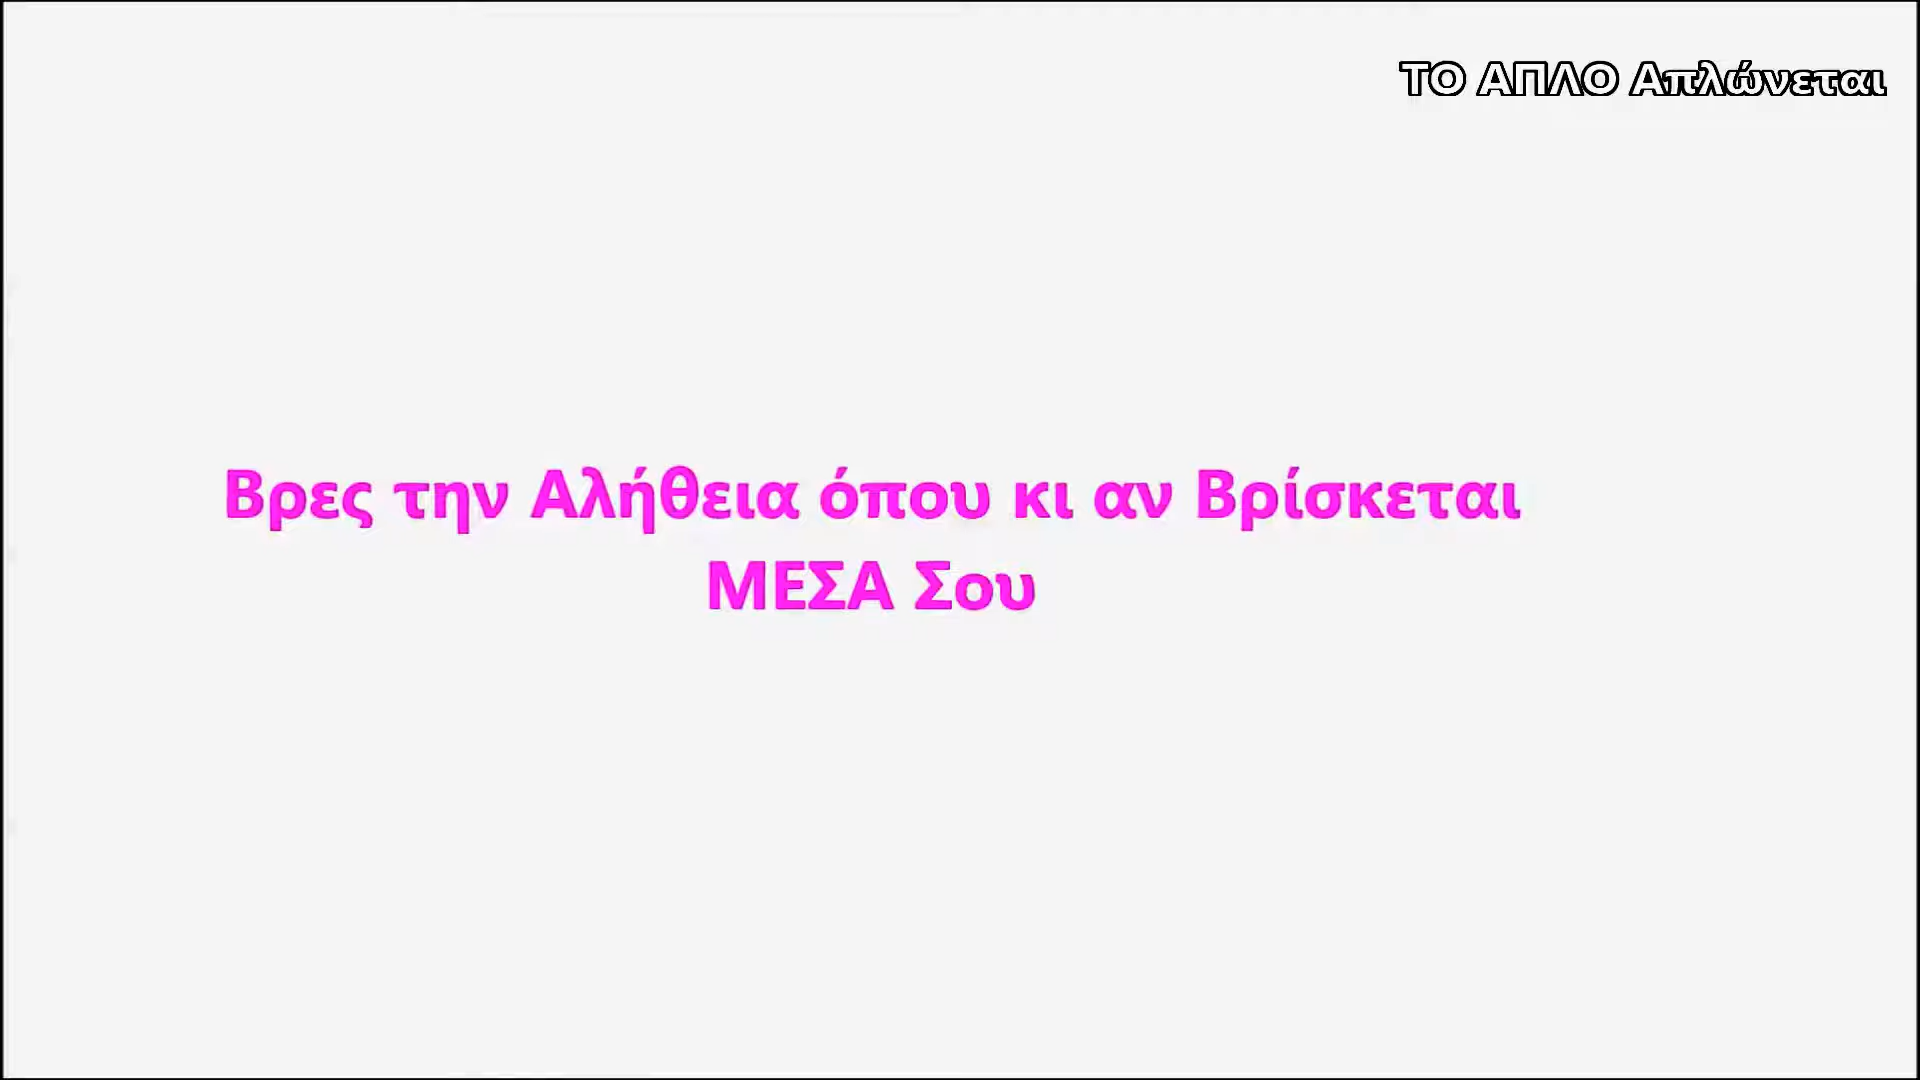 ΤΟ ΑΠΛΟ Απλώνεται
Βρες την Αλήθεια όπου κι αν Βρίσκεται
ΜΕΣΑ Σου